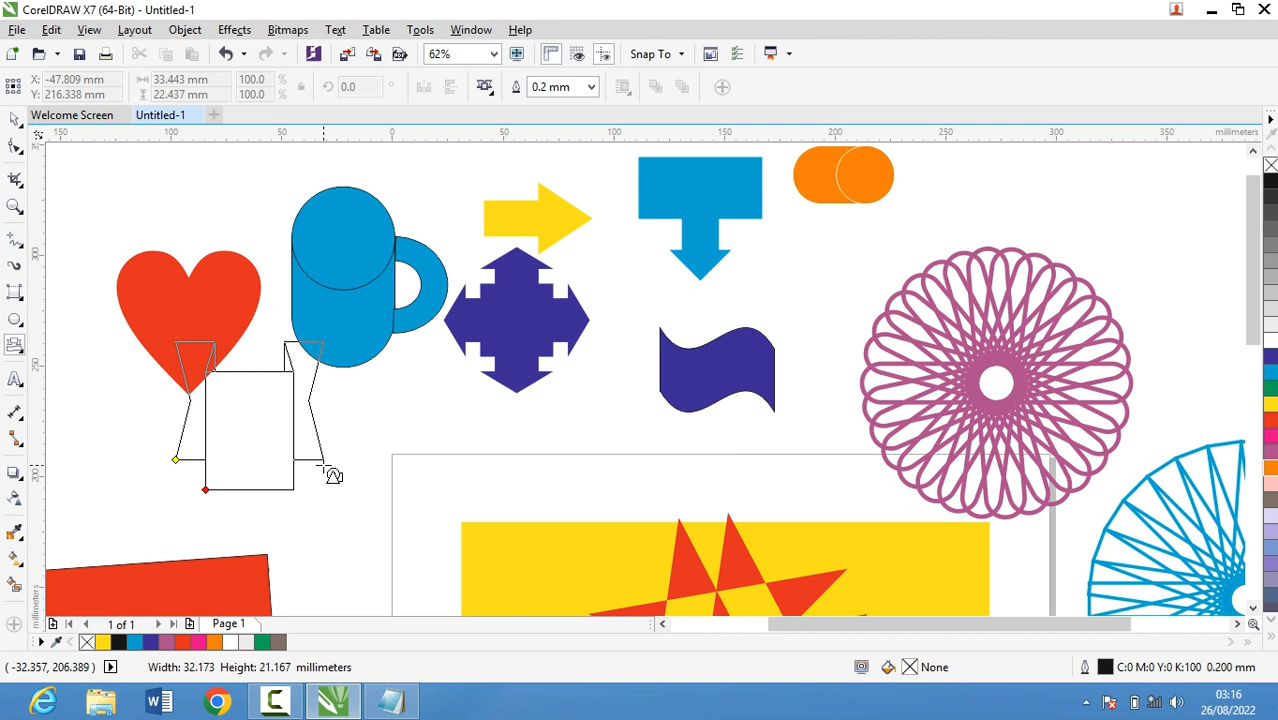 CorelDRAW X7 (64-Bit) - Untitled-1
File Edit View Layout Object Effects Bitmaps Text Table Tools Window Help
62% Snap To
X: -47.809 mm 33.443 mm 100.0 % 0.0 ° 0.2 mm
Y: 216.338 mm 22.437 mm 100.0 %
Welcome Screen Untitled-1
150 100 50 0 50 100 150 200 250 300 350 millimeters
300
250
200
millimeters
1 of 1 Page 1
(-32.357, 206.389) Width: 32.173 Height: 21.167 millimeters None C:0 M:0 Y:0 K:100 0.200 mm
03:16
26/08/2022